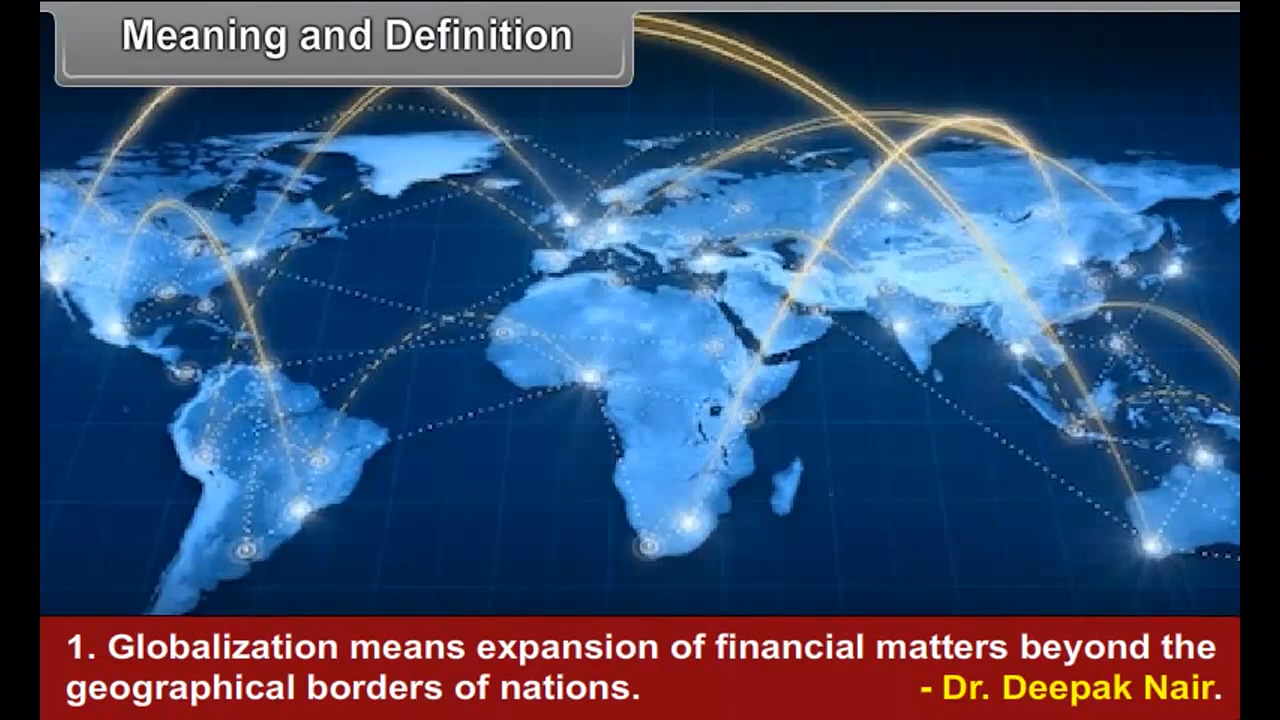 Meaning and Definition
1. Globalization means expansion of financial matters beyond the
geographical borders of nations. - Dr. Deepak Nair.